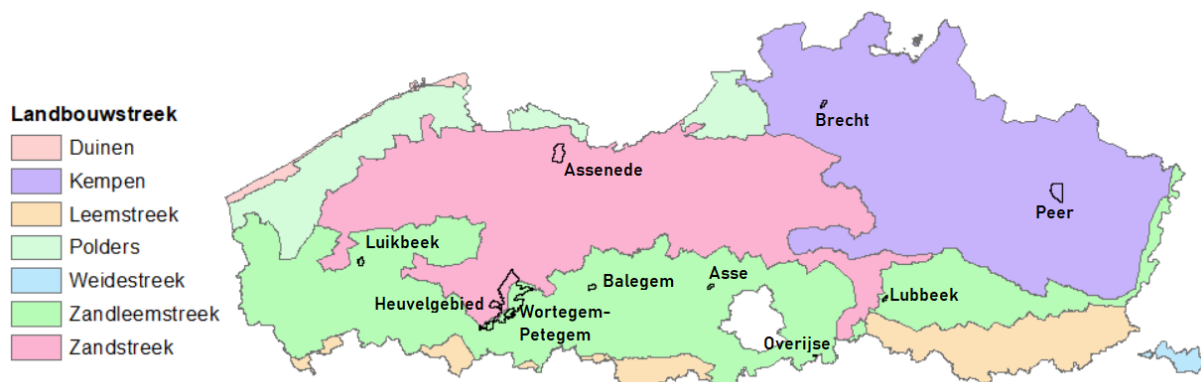 Landbouwstreek
Duinen
Kempen
Leemstreek
Polders
Weidestreek
Zandleemstreek
Zandstreek
Brecht
Assenede
Peer
Luikbeek
Balegem
Asse
Heuvelgebied
Lubbeek
Wortegem-
Petegem
Overijse